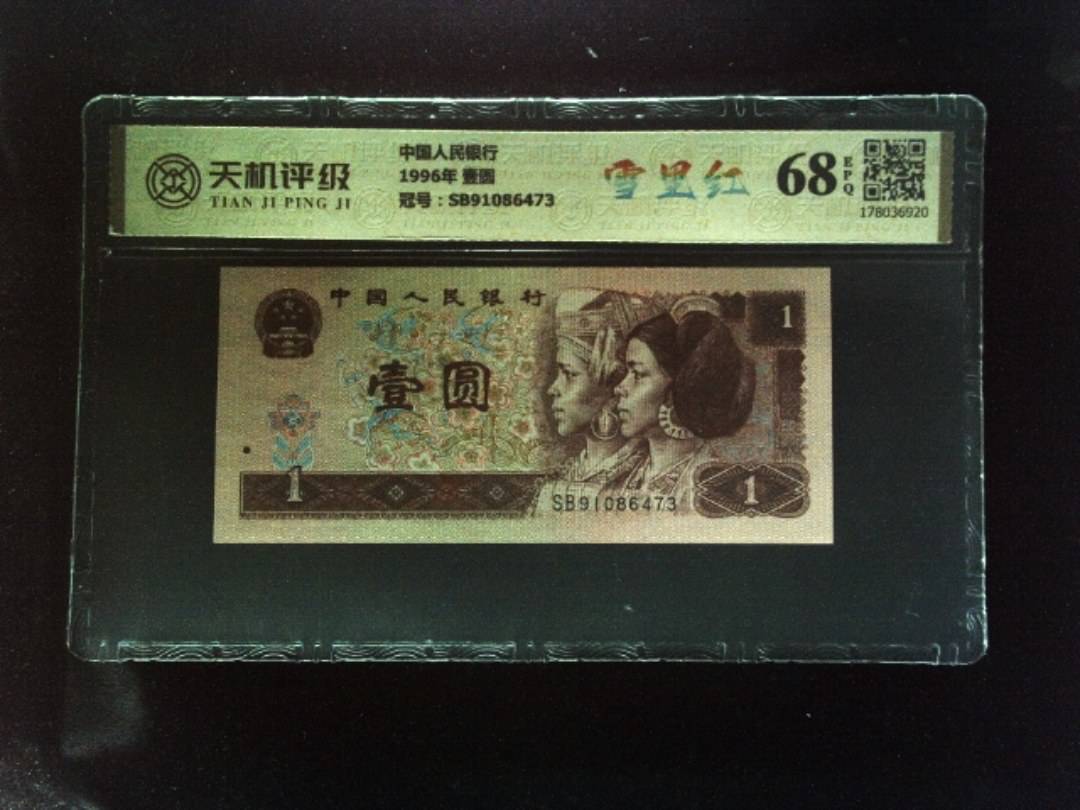 天机评级
TIAN JI PING JI
中国人民银行
1996年 壹圆
冠号：SB91086473
雪里红
68
EPQ
178036920
中国人民银行
1
壹圆
1
SB91086473
1